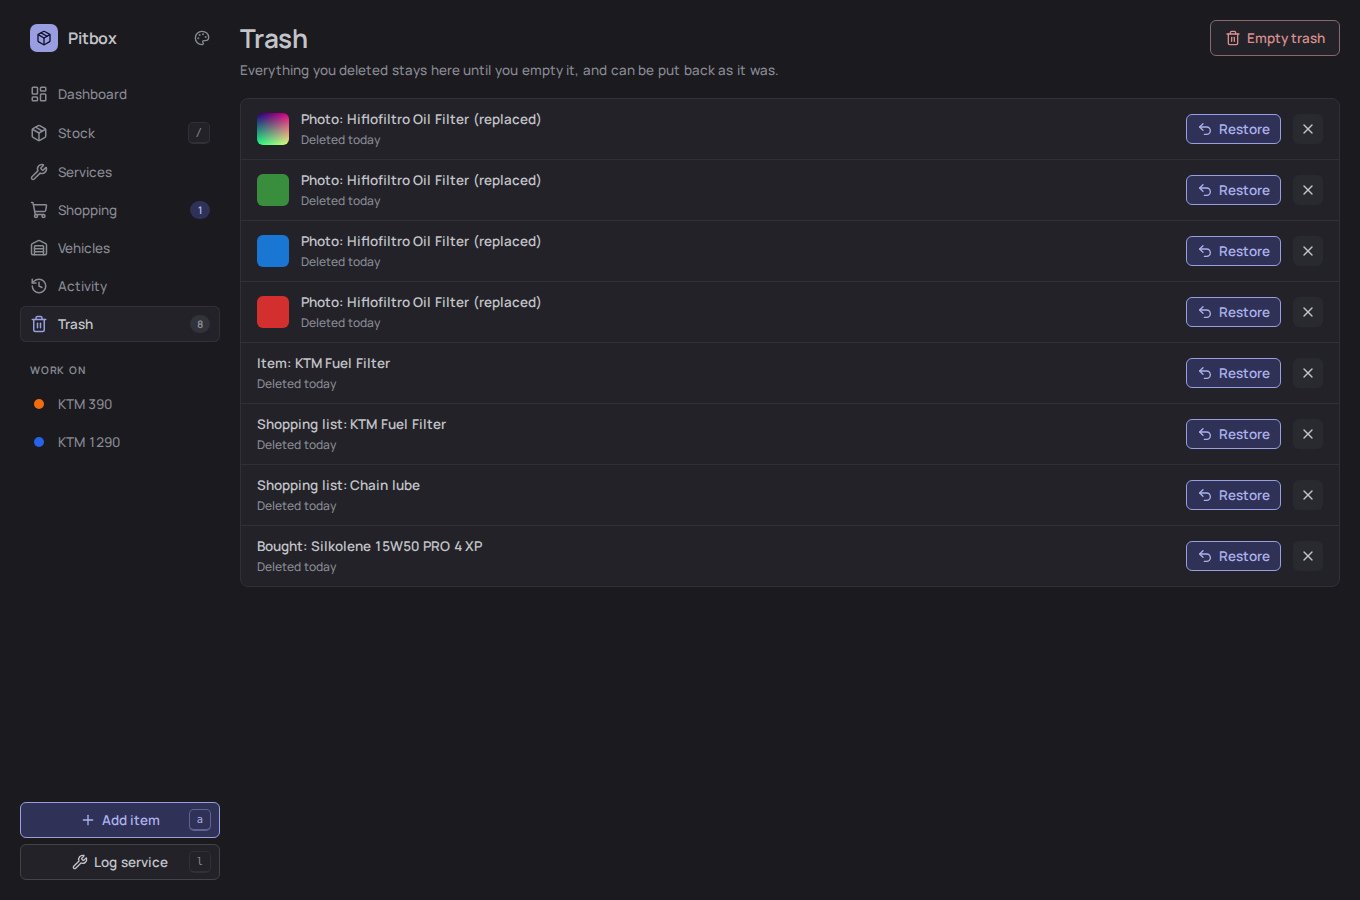 Pitbox
Dashboard
Stock /
Services
Shopping 1
Vehicles
Activity
Trash 8
WORK ON
KTM 390
KTM 1290
Add item a
Log service l
Trash
Empty trash
Everything you deleted stays here until you empty it, and can be put back as it was.
Photo: Hiflofiltro Oil Filter (replaced)
Deleted today
Restore
Photo: Hiflofiltro Oil Filter (replaced)
Deleted today
Restore
Photo: Hiflofiltro Oil Filter (replaced)
Deleted today
Restore
Photo: Hiflofiltro Oil Filter (replaced)
Deleted today
Restore
Item: KTM Fuel Filter
Deleted today
Restore
Shopping list: KTM Fuel Filter
Deleted today
Restore
Shopping list: Chain lube
Deleted today
Restore
Bought: Silkolene 15W50 PRO 4 XP
Deleted today
Restore